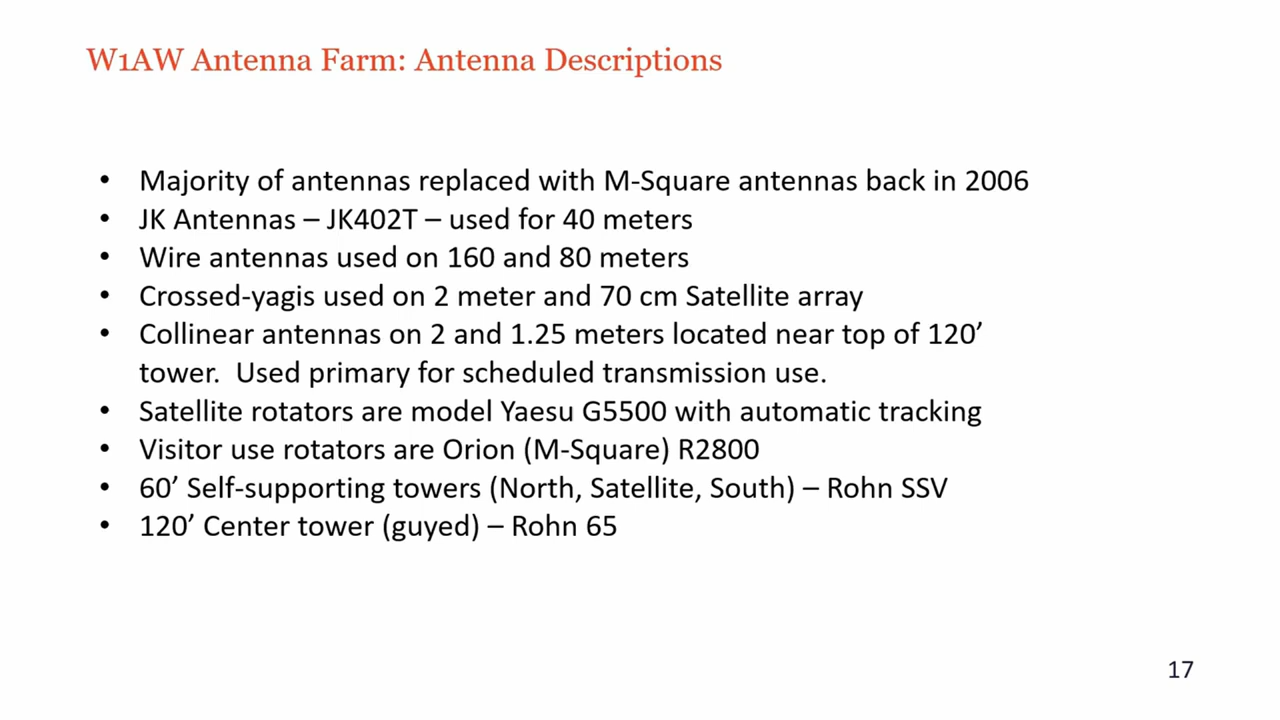 W1AW Antenna Farm: Antenna Descriptions
• Majority of antennas replaced with M-Square antennas back in 2006
• JK Antennas – JK402T – used for 40 meters
• Wire antennas used on 160 and 80 meters
• Crossed-yagis used on 2 meter and 70 cm Satellite array
• Collinear antennas on 2 and 1.25 meters located near top of 120’
tower.  Used primary for scheduled transmission use.
• Satellite rotators are model Yaesu G5500 with automatic tracking
• Visitor use rotators are Orion (M-Square) R2800
• 60’ Self-supporting towers (North, Satellite, South) – Rohn SSV
• 120’ Center tower (guyed) – Rohn 65
17